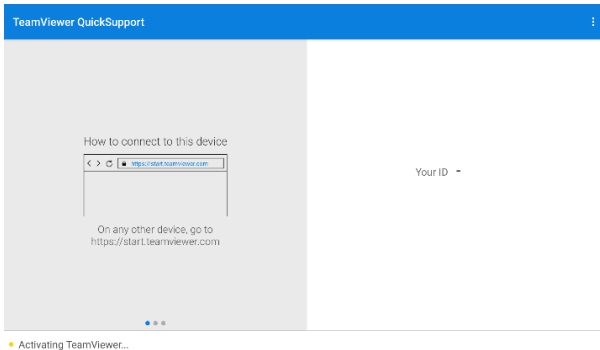 TeamViewer QuickSupport
How to connect to this device
https://start.teamviewer.com
On any other device, go to
https://start.teamviewer.com
Your ID -
Activating TeamViewer...